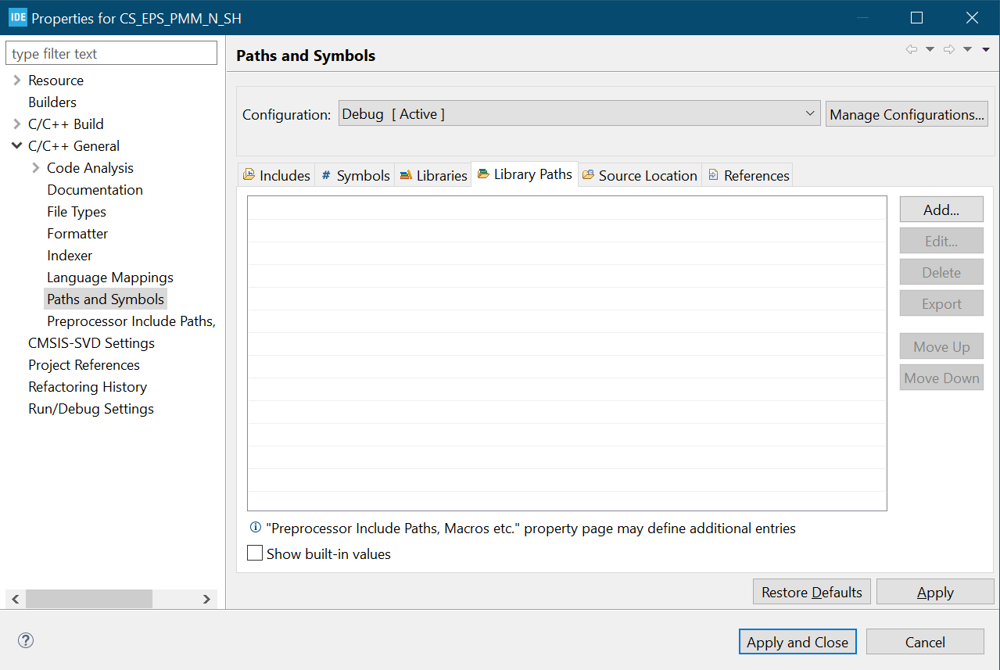 IDE Properties for CS_EPS_PMM_N_SH
type filter text
Resource
Builders
C/C++ Build
C/C++ General
Code Analysis
Documentation
File Types
Formatter
Indexer
Language Mappings
Paths and Symbols
Preprocessor Include Paths,
CMSIS-SVD Settings
Project References
Refactoring History
Run/Debug Settings
Paths and Symbols
Configuration: Debug [ Active ] Manage Configurations...
Includes # Symbols Libraries Library Paths Source Location References
Add...
Edit...
Delete
Export
Move Up
Move Down
"Preprocessor Include Paths, Macros etc." property page may define additional entries
Show built-in values
Restore Defaults Apply
Apply and Close Cancel